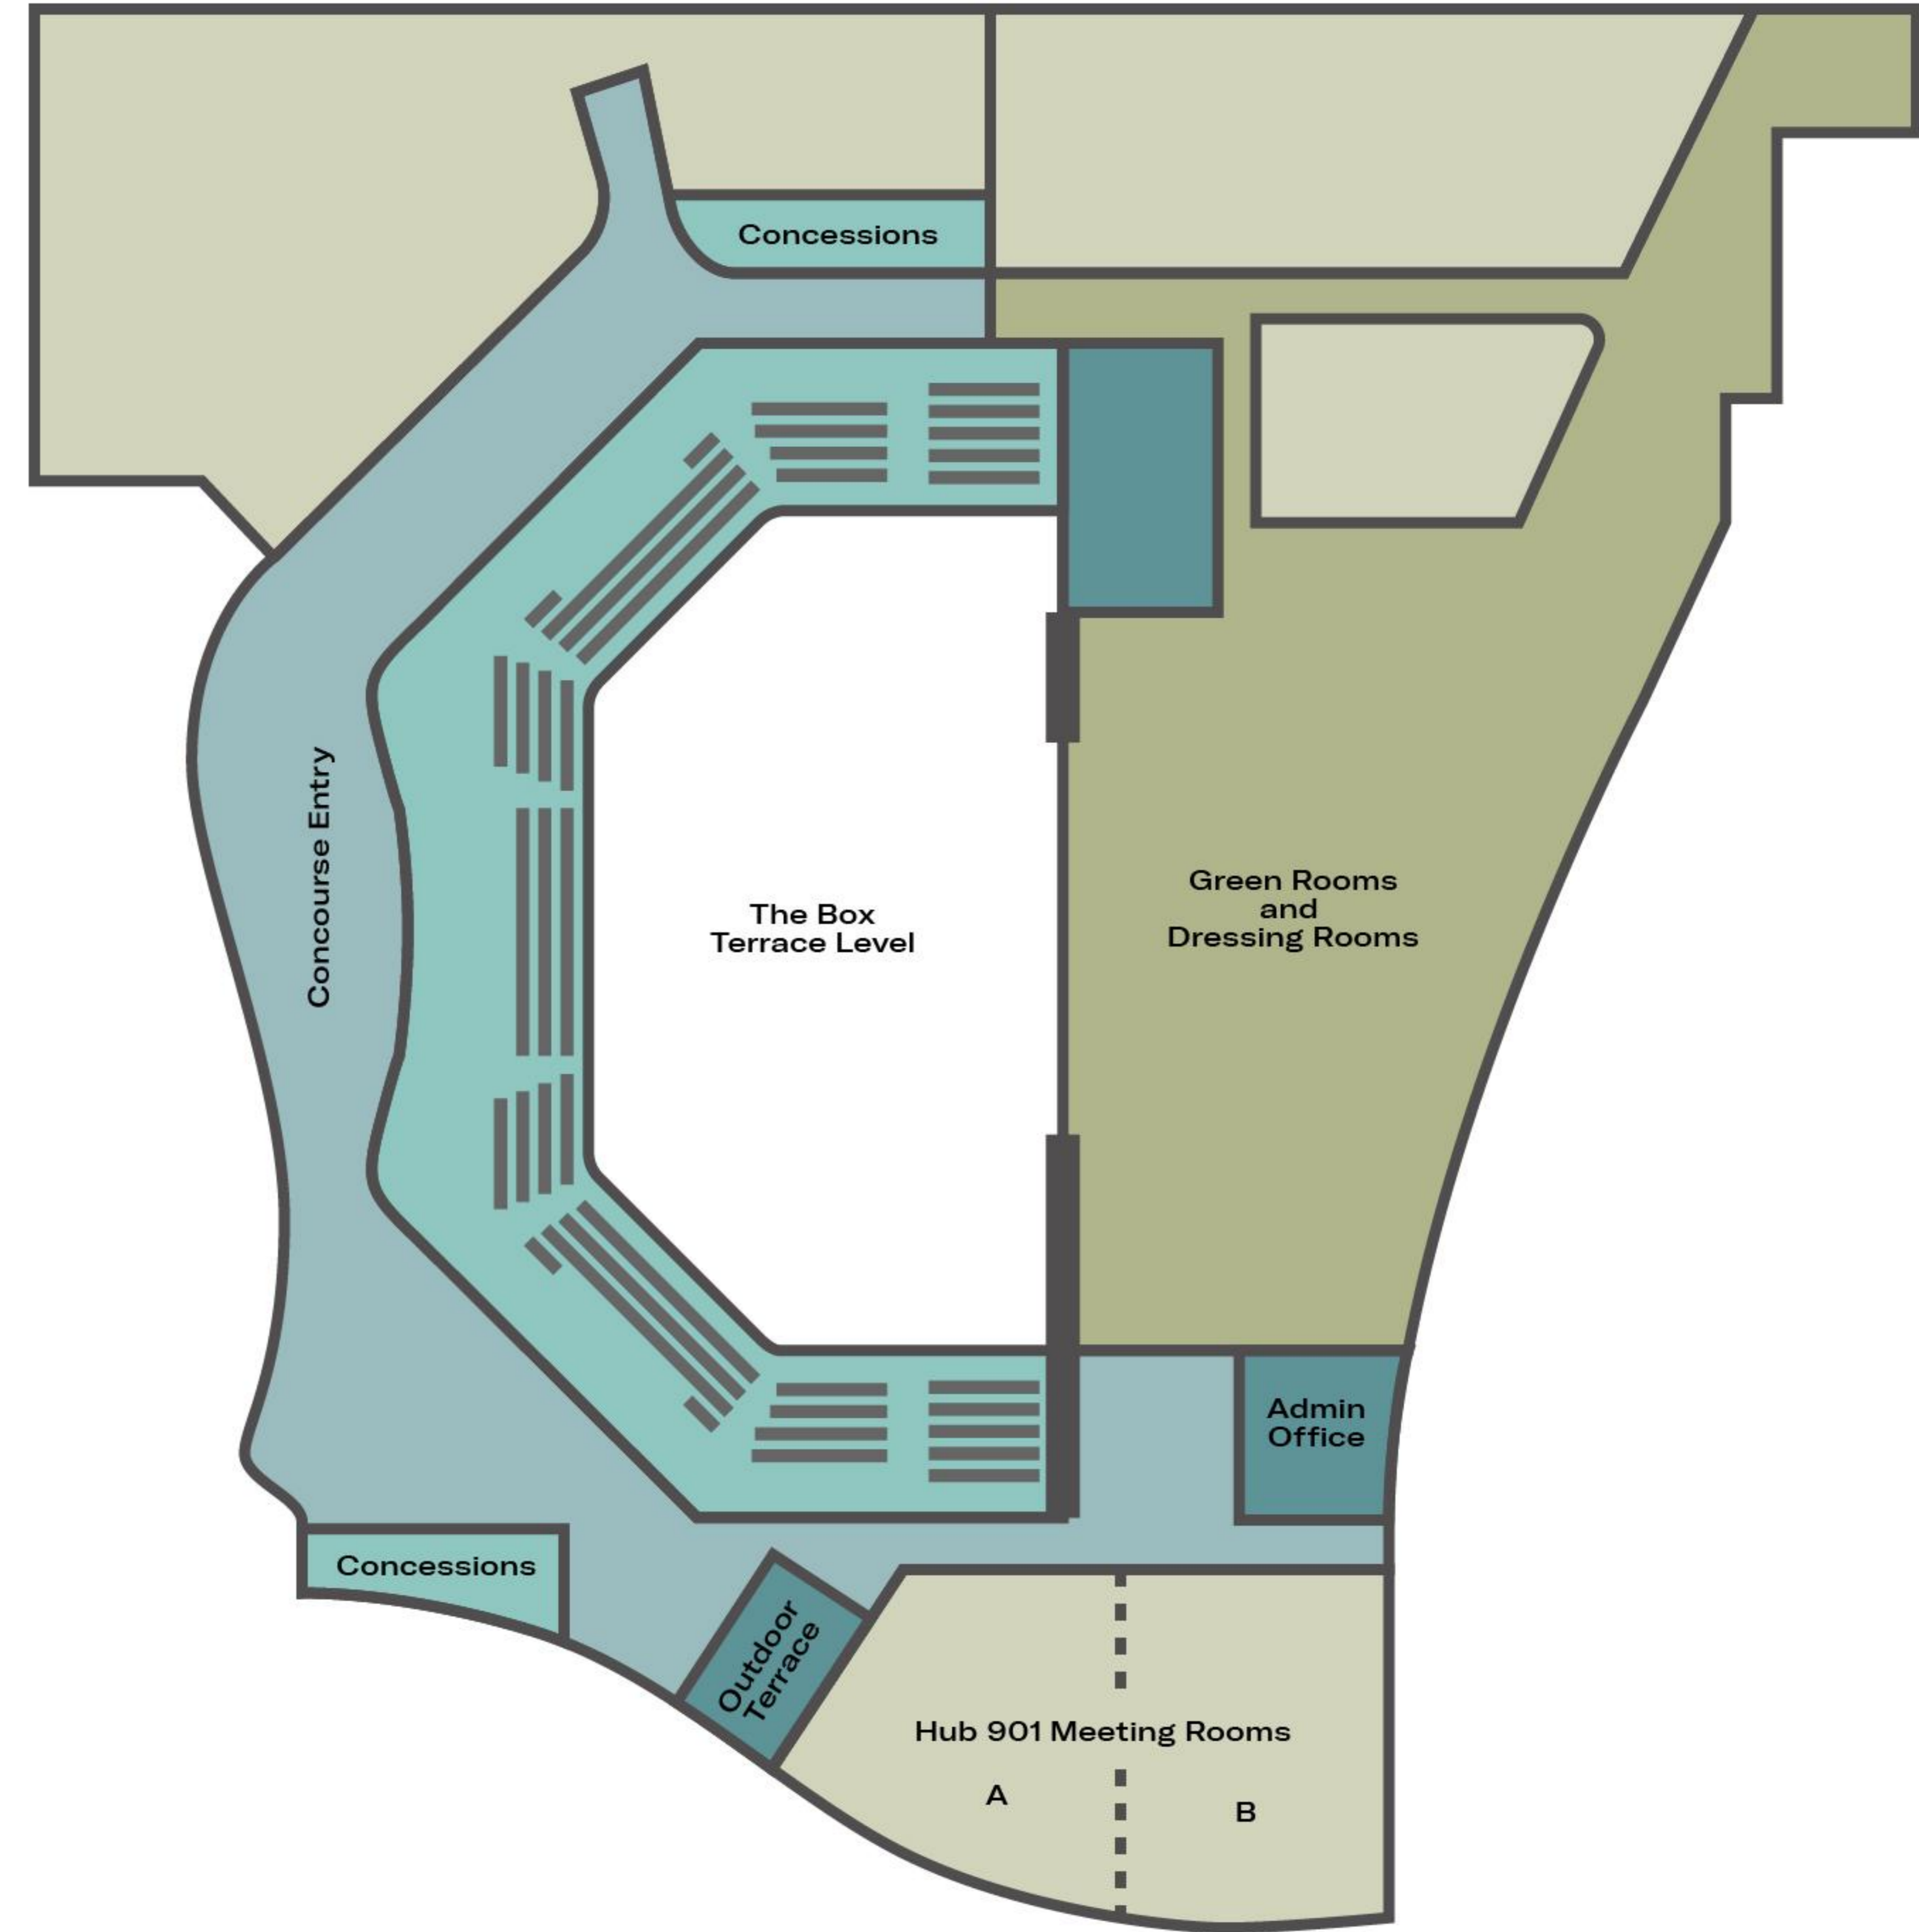 Concessions
Concourse Entry
The Box
Terrace Level
Green Rooms
and
Dressing Rooms
Admin
Office
Concessions
Outdoor
Terrace
Hub 901 Meeting Rooms
A
B